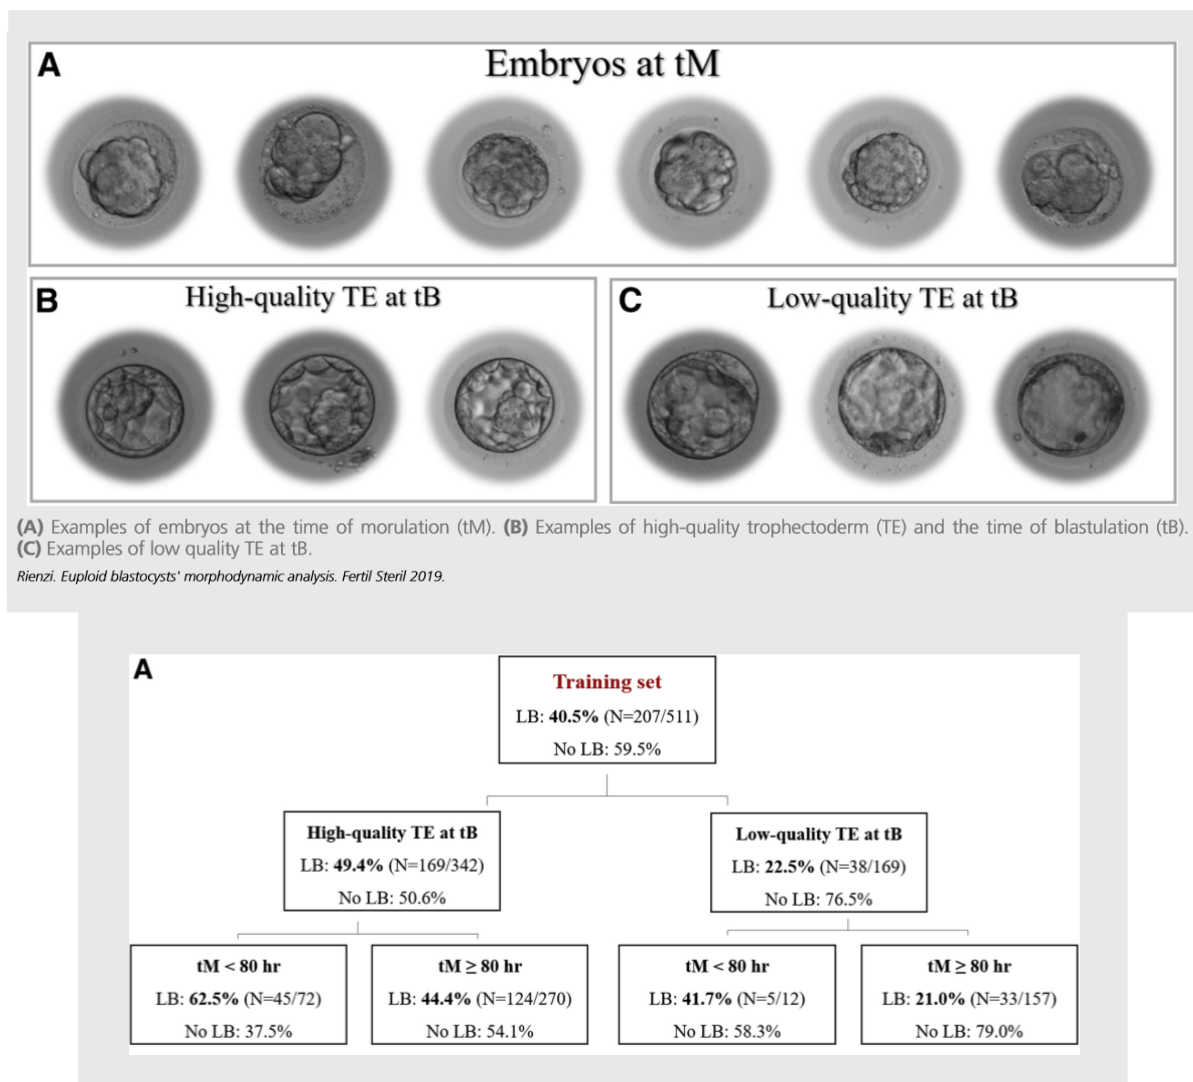 A
Embryos at tM
B
High-quality TE at tB
C
Low-quality TE at tB
(A) Examples of embryos at the time of morulation (tM). (B) Examples of high-quality trophectoderm (TE) and the time of blastulation (tB).
(C) Examples of low quality TE at tB.
Rienzi. Euploid blastocysts' morphodynamic analysis. Fertil Steril 2019.
A
Training set
LB: 40.5% (N=207/511)
No LB: 59.5%
High-quality TE at tB
LB: 49.4% (N=169/342)
No LB: 50.6%
Low-quality TE at tB
LB: 22.5% (N=38/169)
No LB: 76.5%
tM < 80 hr
LB: 62.5% (N=45/72)
No LB: 37.5%
tM ≥ 80 hr
LB: 44.4% (N=124/270)
No LB: 54.1%
tM < 80 hr
LB: 41.7% (N=5/12)
No LB: 58.3%
tM ≥ 80 hr
LB: 21.0% (N=33/157)
No LB: 79.0%